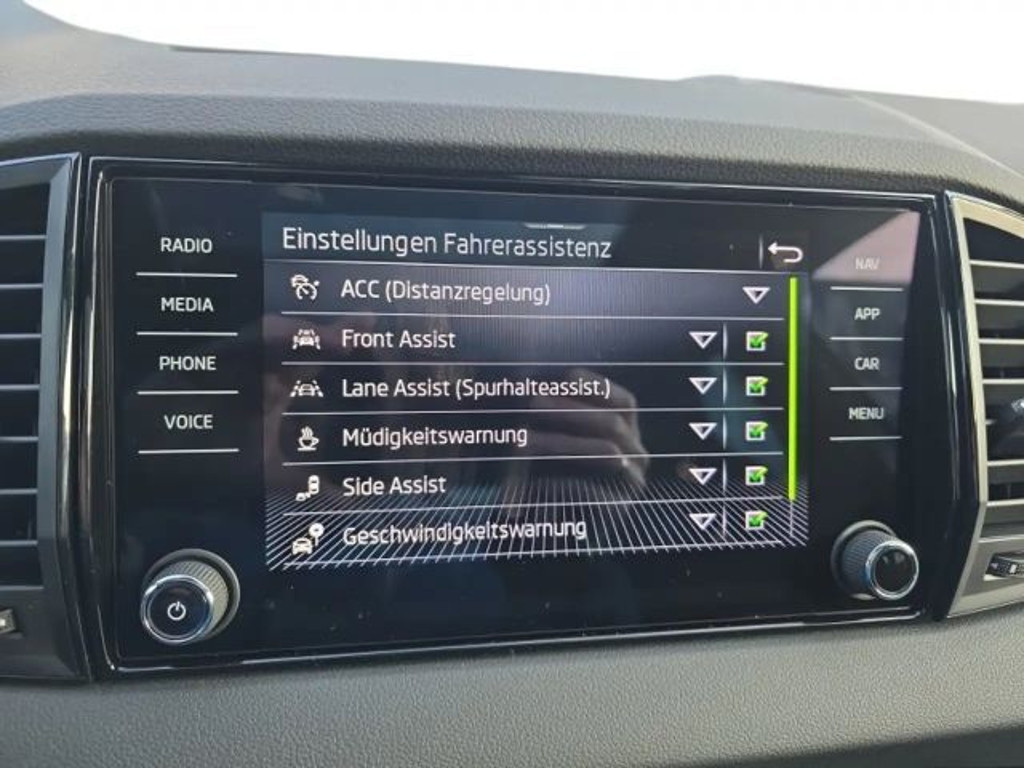 RADIO
MEDIA
PHONE
VOICE
Einstellungen Fahrerassistenz
ACC (Distanzregelung)
Front Assist
Lane Assist (Spurhalteassist.)
Müdigkeitswarnung
Side Assist
Geschwindigkeitswarnung
NAV
APP
CAR
MENU